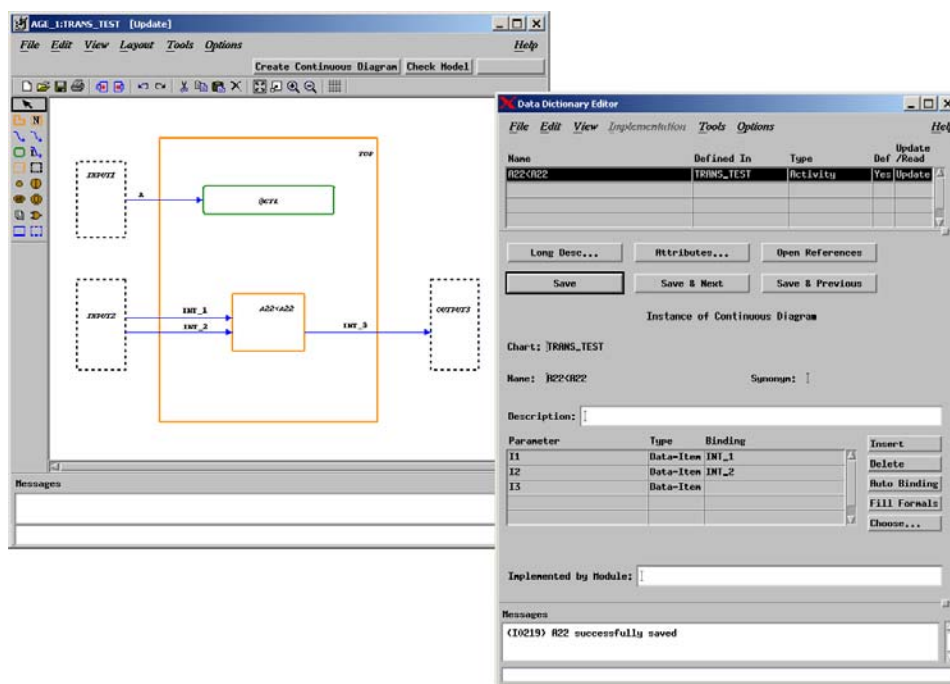 AGE_1:TRANS_TEST [Update]
File Edit View Layout Tools Options Help
Create Continuous Diagram Check Model
TOP
INPUT1
A
@CTL
INPUT2
INT_1
INT_2
A22<A22
INT_3
OUTPUT3
Messages
Data Dictionary Editor
File Edit View Implementation Tools Options Help
Update
Name Defined In Type Def /Read
A22<A22 TRANS_TEST Activity Yes Update
Long Desc... Attributes... Open References
Save Save & Next Save & Previous
Instance of Continuous Diagram
Chart: TRANS_TEST
Name: A22<A22 Synonym:
Description:
Parameter Type Binding
I1 Data-Item INT_1
I2 Data-Item INT_2
I3 Data-Item
Insert
Delete
Auto Binding
Fill Formals
Choose...
Implemented by Module:
Messages
(I0219) A22 successfully saved